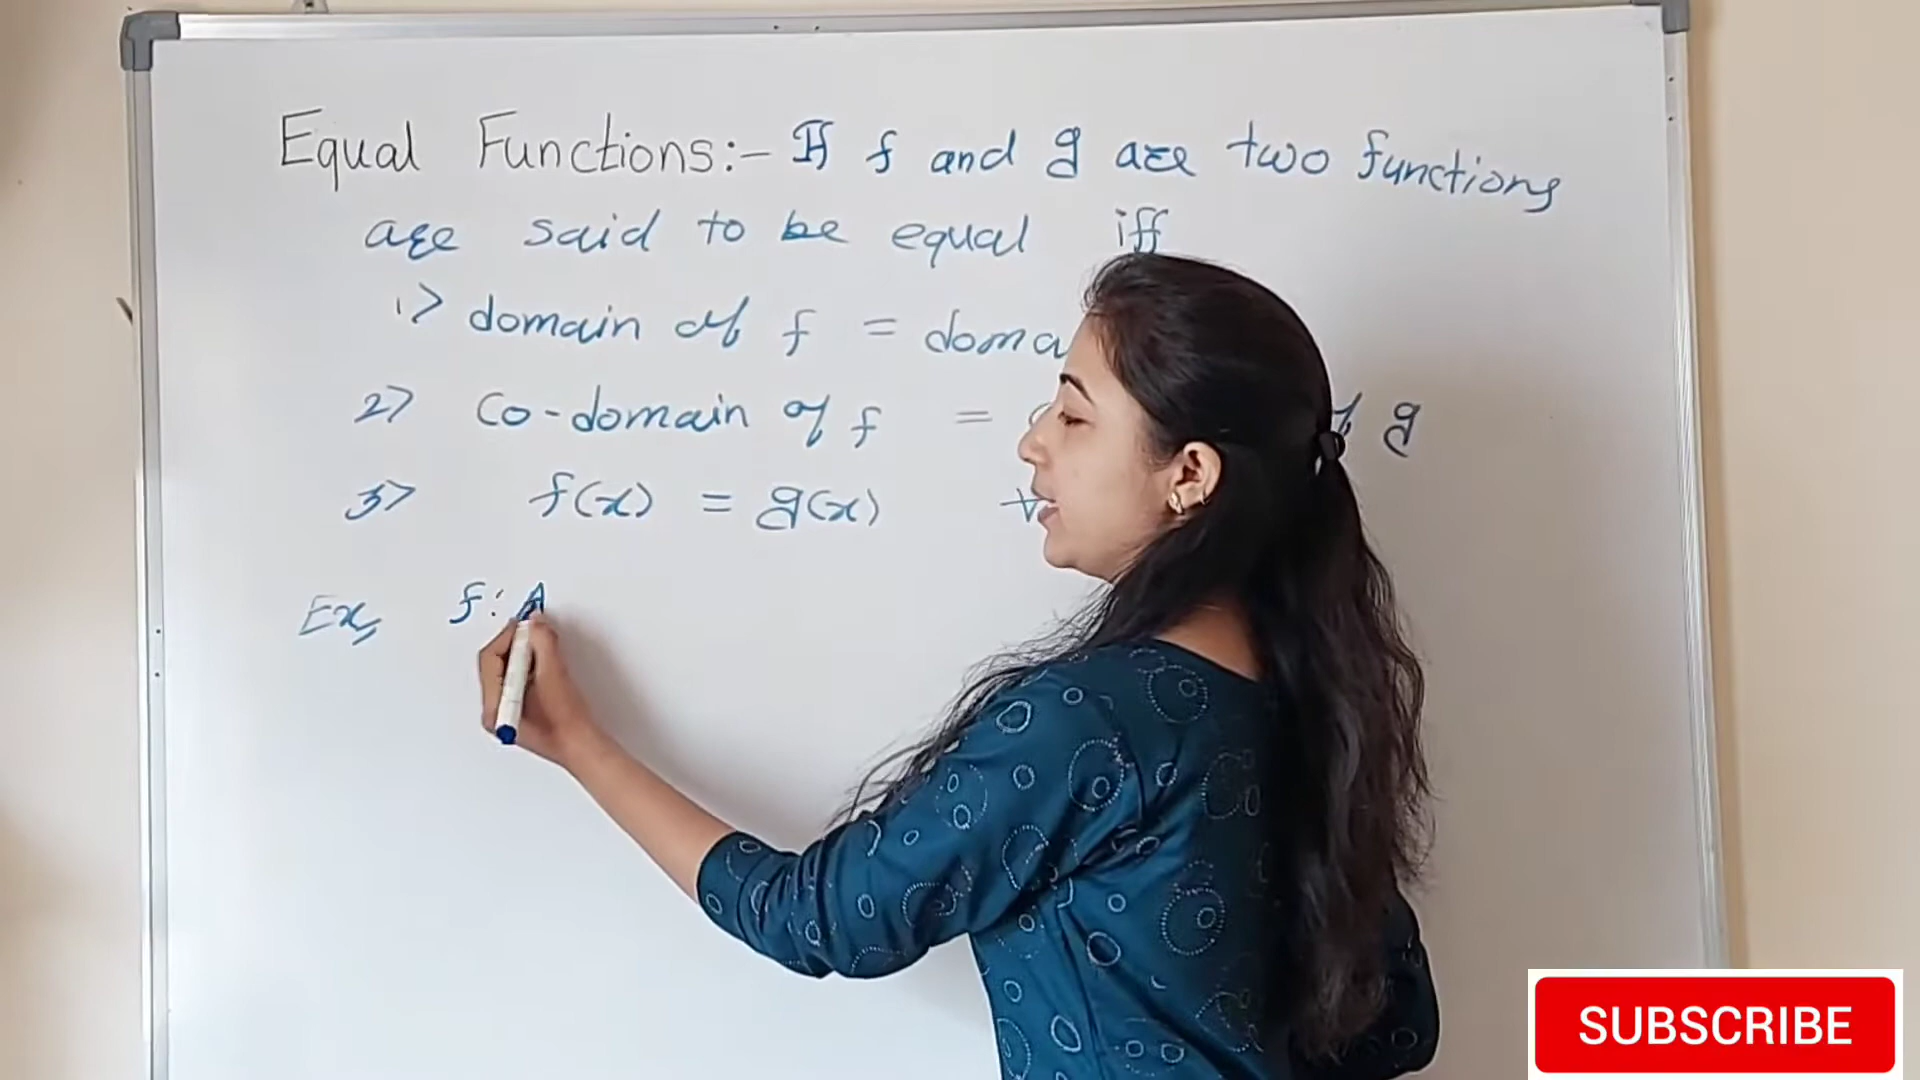 Equal Functions:- If f and g are two functions
are said to be equal iff
1> domain of f = doma
2> Co-domain of f = g
3> f(x) = g(x) ∀
Ex, f: A
SUBSCRIBE